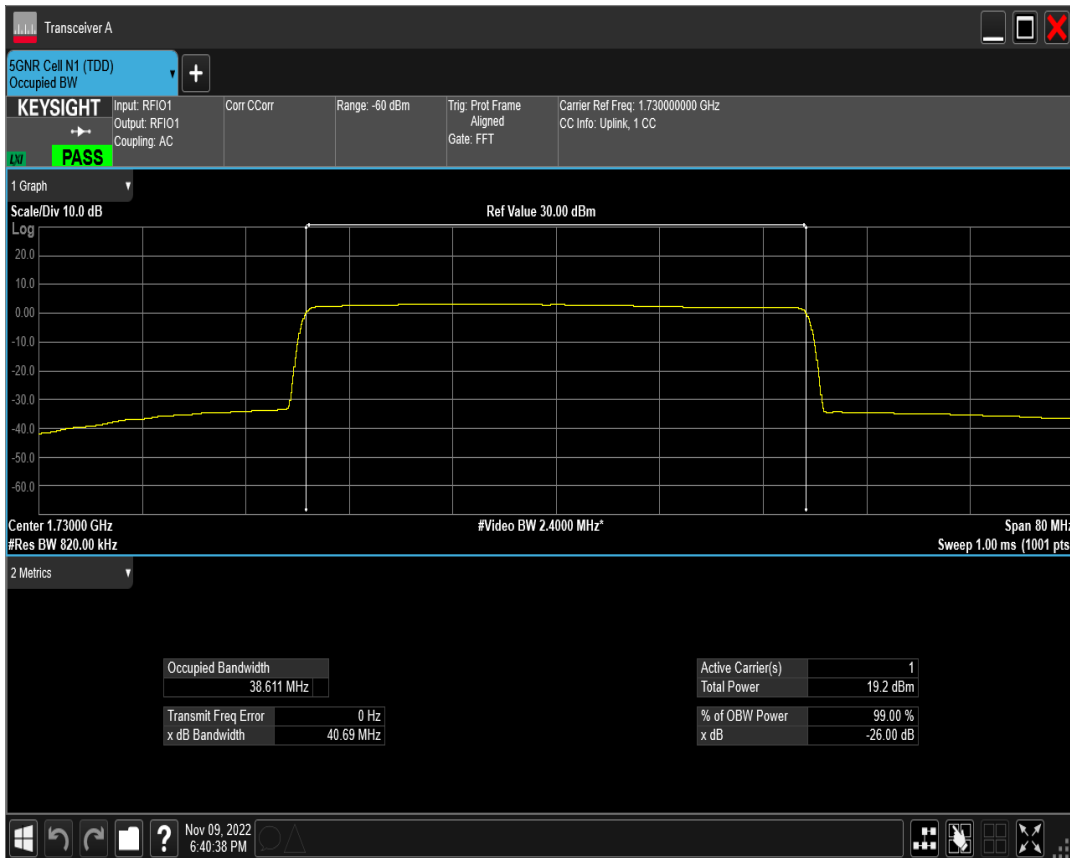 Transceiver A
5GNR Cell N1 (TDD)
Occupied BW
+
KEYSIGHT
LXI
PASS
Input: RFIO1
Output: RFIO1
Coupling: AC
Corr CCorr
Range: -60 dBm
Trig: Prot Frame
Aligned
Gate: FFT
Carrier Ref Freq: 1.730000000 GHz
CC Info: Uplink, 1 CC
1 Graph
Scale/Div 10.0 dB
Ref Value 30.00 dBm
Log
20.0
10.0
0.00
-10.0
-20.0
-30.0
-40.0
-50.0
-60.0
Center 1.73000 GHz
#Video BW 2.4000 MHz*
Span 80 MHz
#Res BW 820.00 kHz
Sweep 1.00 ms (1001 pts
2 Metrics
Occupied Bandwidth
38.611 MHz
Transmit Freq Error 0 Hz
x dB Bandwidth 40.69 MHz
Active Carrier(s) 1
Total Power 19.2 dBm
% of OBW Power 99.00 %
x dB -26.00 dB
?
Nov 09, 2022
6:40:38 PM